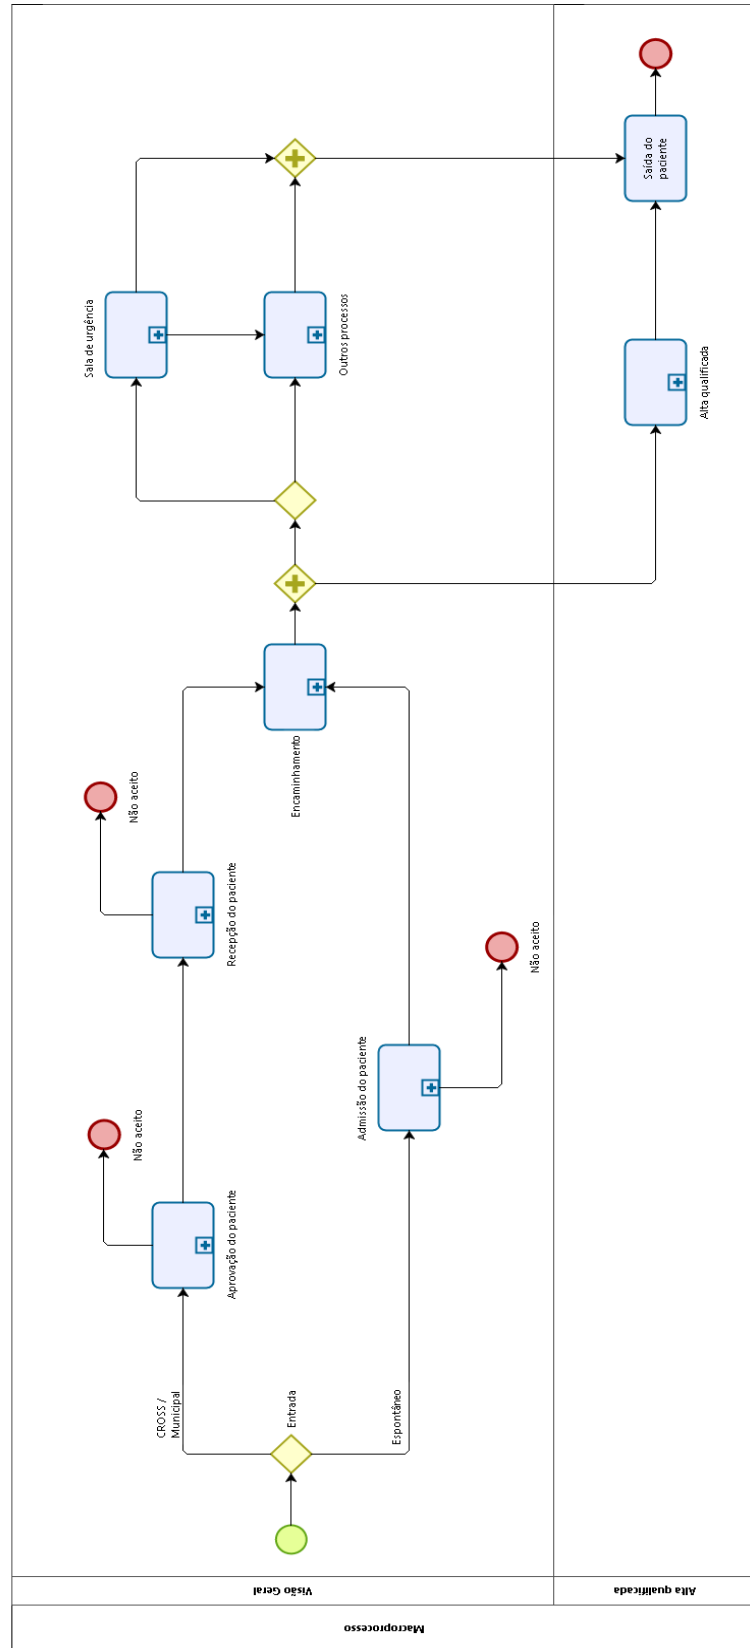 Macroprocesso
Visão Geral
Alta qualificada
Entrada
CROSS /
Municipal
Espontâneo
Aprovação do paciente
Não aceito
Recepção do paciente
Não aceito
Admissão do paciente
Não aceito
Encaminhamento
Sala de urgência
Outros processos
Alta qualificada
Saída do
paciente